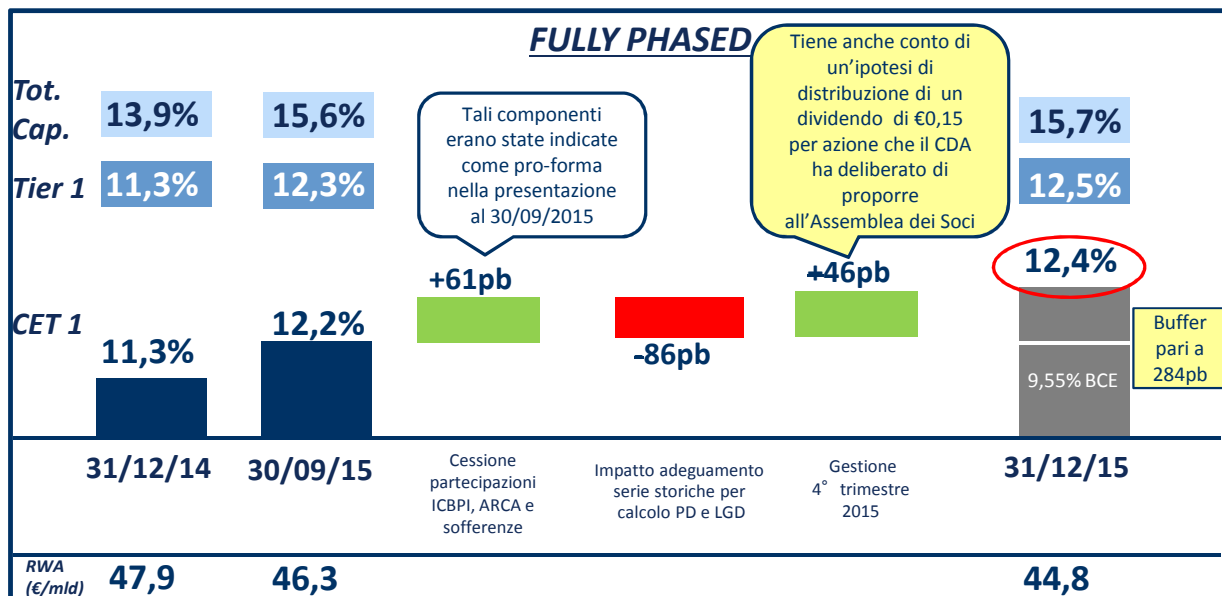 FULLY PHASED
Tiene anche conto di
un’ipotesi di
distribuzione di un
dividendo di €0,15
per azione che il CDA
ha deliberato di
proporre
all’Assemblea dei Soci
Tali componenti
erano state indicate
come pro-forma
nella presentazione
al 30/09/2015
Tot.
Cap.
13,9%
15,6%
15,7%
Tier 1
11,3%
12,3%
12,5%
CET 1
11,3%
12,2%
+61pb
-86pb
+46pb
12,4%
9,55% BCE
Buffer
pari a
284pb
31/12/14
30/09/15
Cessione
partecipazioni
ICBPI, ARCA e
sofferenze
Impatto adeguamento
serie storiche per
calcolo PD e LGD
Gestione
4° trimestre
2015
31/12/15
RWA
(€/mld)
47,9
46,3
44,8